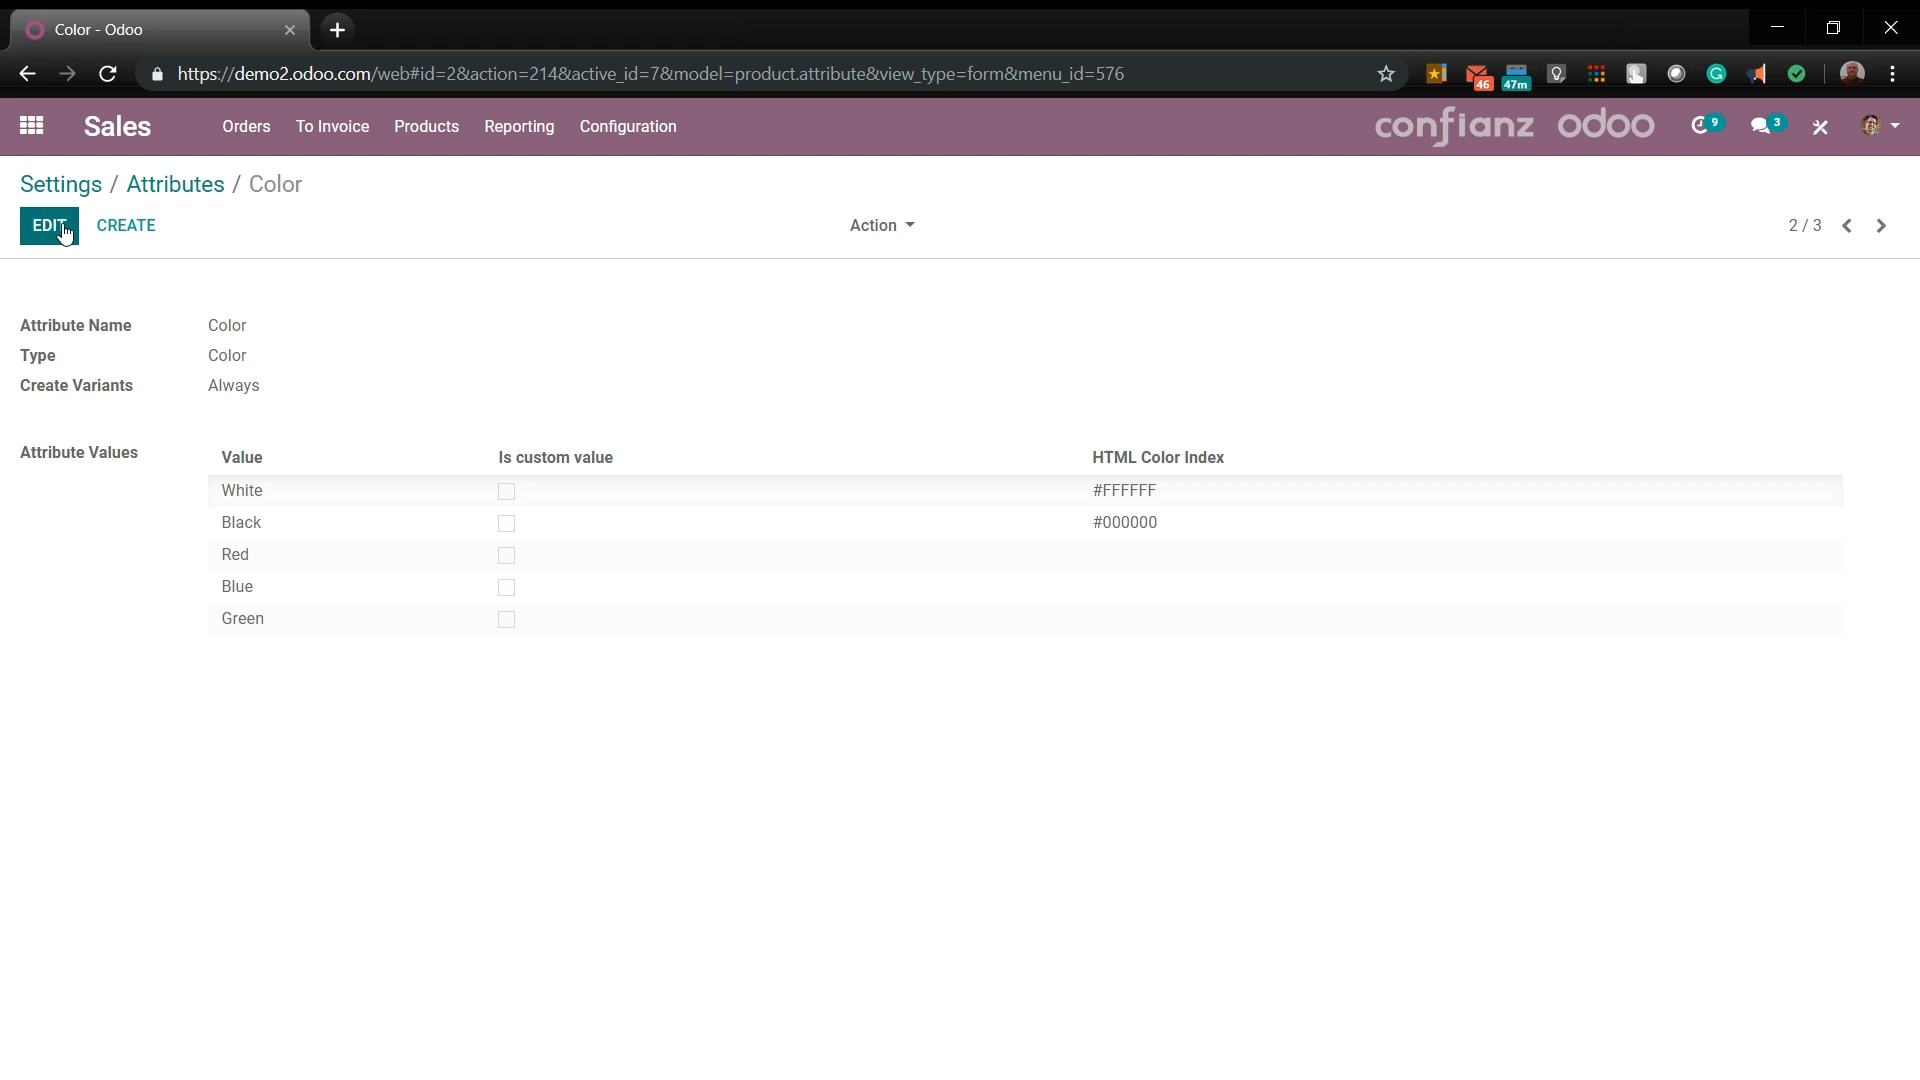 Color - Odoo
https://demo2.odoo.com/web#id=2&action=214&active_id=7&model=product.attribute&view_type=form&menu_id=576
46
47m
Sales Orders To Invoice Products Reporting Configuration confianz odoo 9 3
Settings / Attributes / Color
EDIT CREATE Action 2 / 3
Attribute Name Color
Type Color
Create Variants Always
Attribute Values Value Is custom value HTML Color Index
White #FFFFFF
Black #000000
Red
Blue
Green